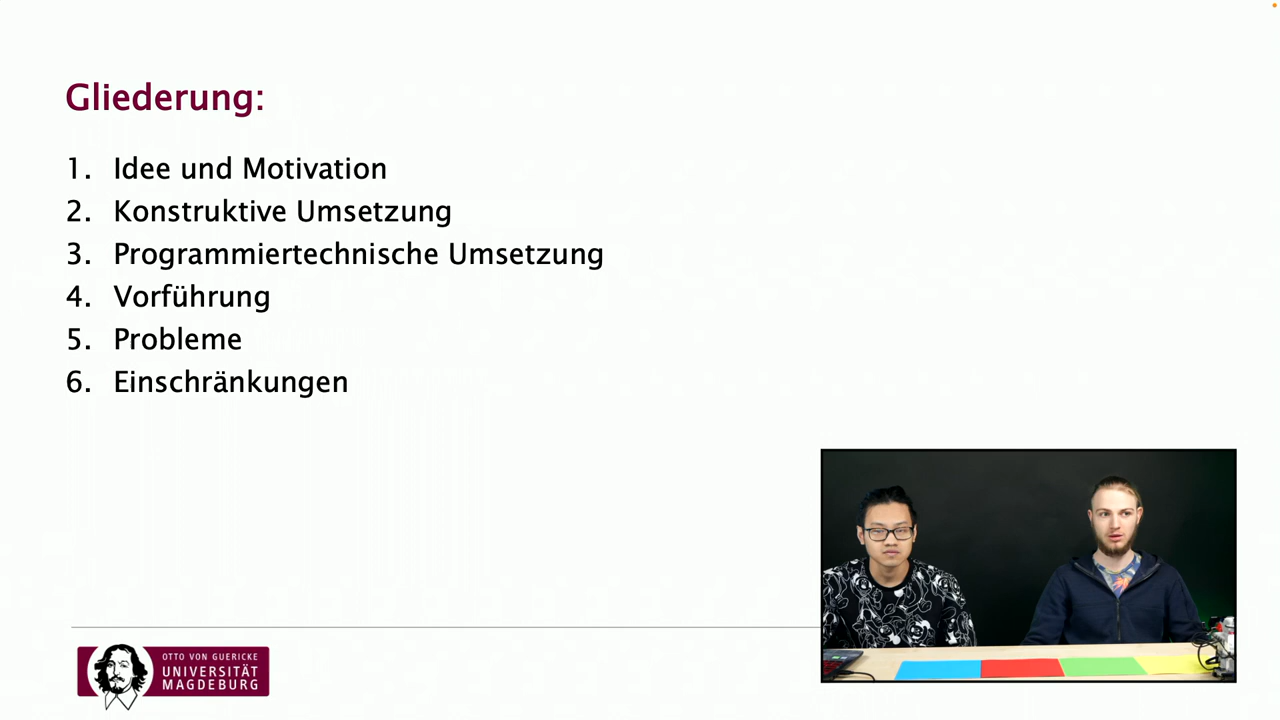 Gliederung:
1. Idee und Motivation
2. Konstruktive Umsetzung
3. Programmiertechnische Umsetzung
4. Vorführung
5. Probleme
6. Einschränkungen
OTTO VON GUERICKE
UNIVERSITÄT
MAGDEBURG